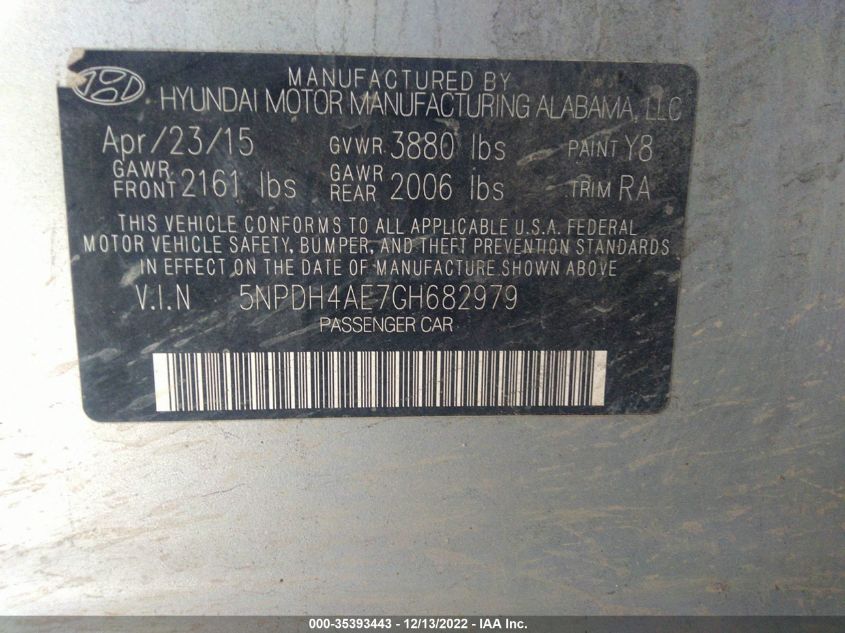 MANUFACTURED BY
HYUNDAI MOTOR MANUFACTURING ALABAMA, LLC
Apr/23/15 GVWR 3880 lbs PAINT Y8
GAWR FRONT 2161 lbs GAWR REAR 2006 lbs TRIM RA
THIS VEHICLE CONFORMS TO ALL APPLICABLE U.S.A. FEDERAL
MOTOR VEHICLE SAFETY, BUMPER, AND THEFT PREVENTION STANDARDS
IN EFFECT ON THE DATE OF MANUFACTURE SHOWN ABOVE
V.I.N 5NPDH4AE7GH682979
PASSENGER CAR
000-35393443 - 12/13/2022 - IAA Inc.